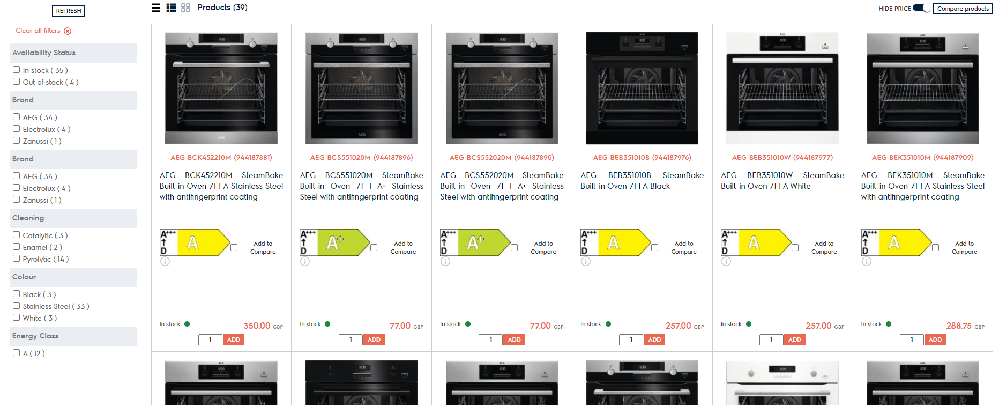 REFRESH
Clear all filters
Availability Status
In stock ( 35 )
Out of stock ( 4 )
Brand
AEG ( 34 )
Electrolux ( 4 )
Zanussi ( 1 )
Brand
AEG ( 34 )
Electrolux ( 4 )
Zanussi ( 1 )
Cleaning
Catalytic ( 3 )
Enamel ( 2 )
Pyrolytic ( 14 )
Colour
Black ( 3 )
Stainless Steel ( 33 )
White ( 3 )
Energy Class
A ( 12 )
Products (39)
HIDE PRICE
Compare products
AEG BCK452210M (944187881)
AEG BCK452210M SteamBake
Built-in Oven 71 l A Stainless Steel
with antifingerprint coating
A+++
D
A
Add to
Compare
In stock
350.00 GBP
1
ADD
AEG
AEG BCS551020M (944187896)
AEG BCS551020M SteamBake
Built-in Oven 71 l A+ Stainless
Steel with antifingerprint coating
A+++
D
A+
Add to
Compare
In stock
77.00 GBP
1
ADD
AEG
AEG BCS552020M (944187890)
AEG BCS552020M SteamBake
Built-in Oven 71 l A+ Stainless
Steel with antifingerprint coating
A+++
D
A+
Add to
Compare
In stock
77.00 GBP
1
ADD
AEG
AEG BEB351010B (944187976)
AEG BEB351010B SteamBake
Built-in Oven 71 l A Black
A+++
D
A
Add to
Compare
In stock
257.00 GBP
1
ADD
AEG
AEG BEB351010W (944187977)
AEG BEB351010W SteamBake
Built-in Oven 71 l A White
A+++
D
A
Add to
Compare
In stock
257.00 GBP
1
ADD
AEG
AEG BEK351010M (944187909)
AEG BEK351010M SteamBake
Built-in Oven 71 l A Stainless Steel
with antifingerprint coating
A+++
D
A
Add to
Compare
In stock
288.75 GBP
1
ADD